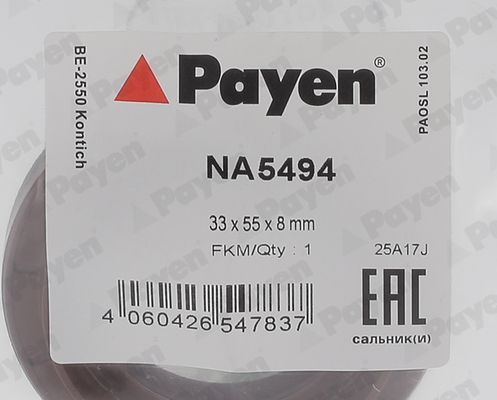 Payen®
NA5494
33 x 55 x 8 mm
FKM/Qty : 1
25A17J
4 060426 547837
EAC
сальник(и)
BE-2550 Kontich
PAOSL 103.02